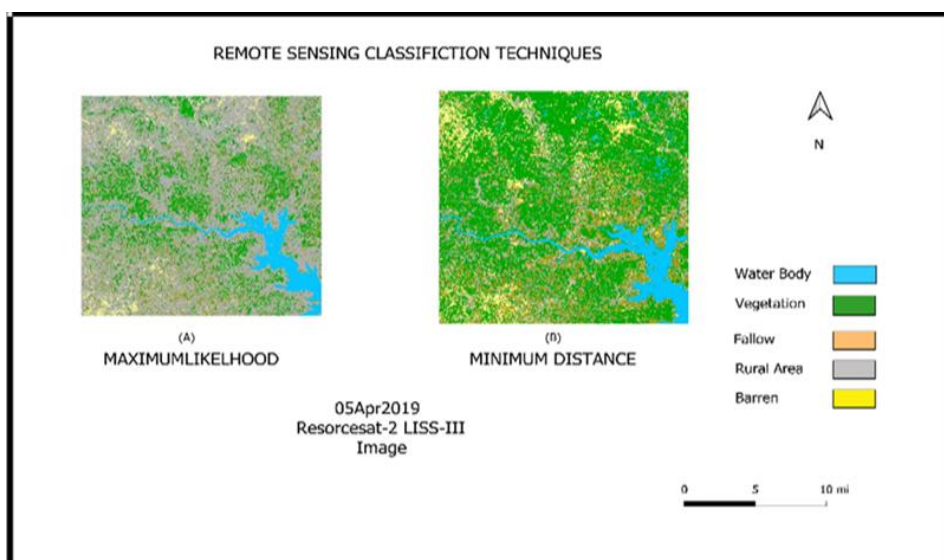 REMOTE SENSING CLASSIFICTION TECHNIQUES
N
(A)
MAXIMUMLIKELHOOD
(B)
MINIMUM DISTANCE
05Apr2019
Resorcesat-2 LISS-III
Image
Water Body
Vegetation
Fallow
Rural Area
Barren
0 5 10 mi